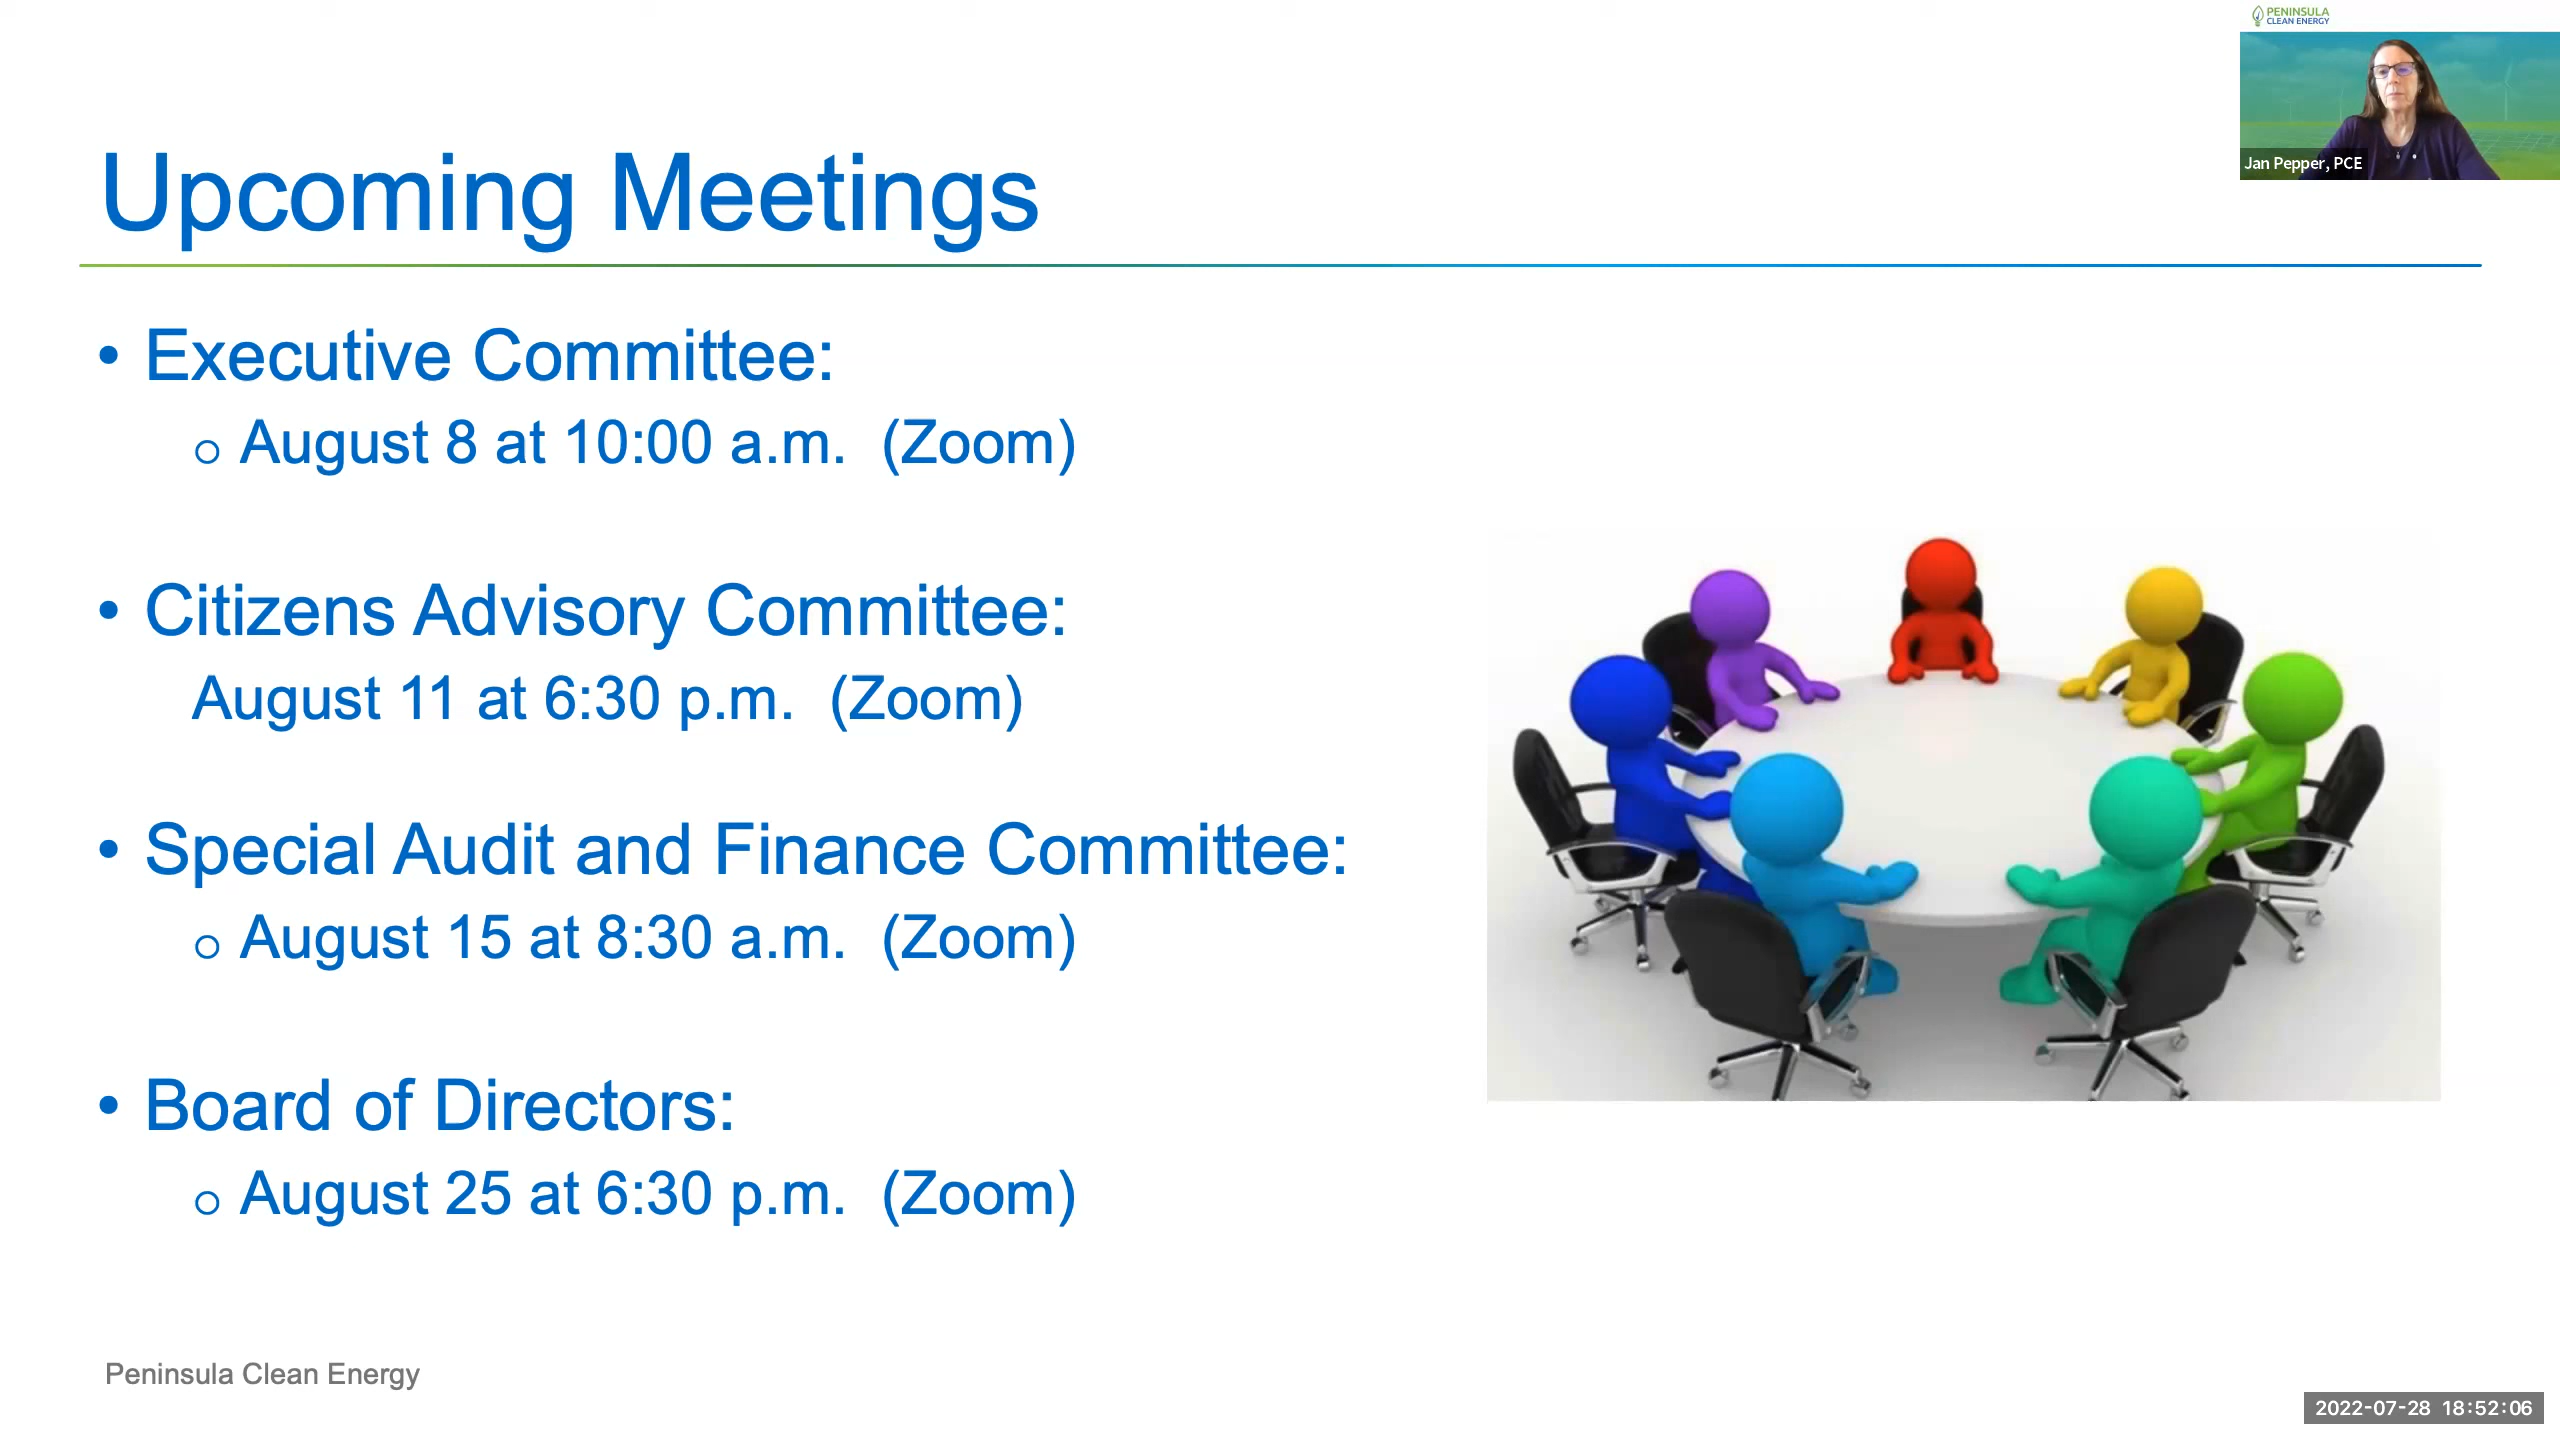 PENINSULA
CLEAN ENERGY
Jan Pepper, PCE
Upcoming Meetings
• Executive Committee:
o August 8 at 10:00 a.m. (Zoom)
• Citizens Advisory Committee:
August 11 at 6:30 p.m. (Zoom)
• Special Audit and Finance Committee:
o August 15 at 8:30 a.m. (Zoom)
• Board of Directors:
o August 25 at 6:30 p.m. (Zoom)
Peninsula Clean Energy
2022-07-28 18:52:06